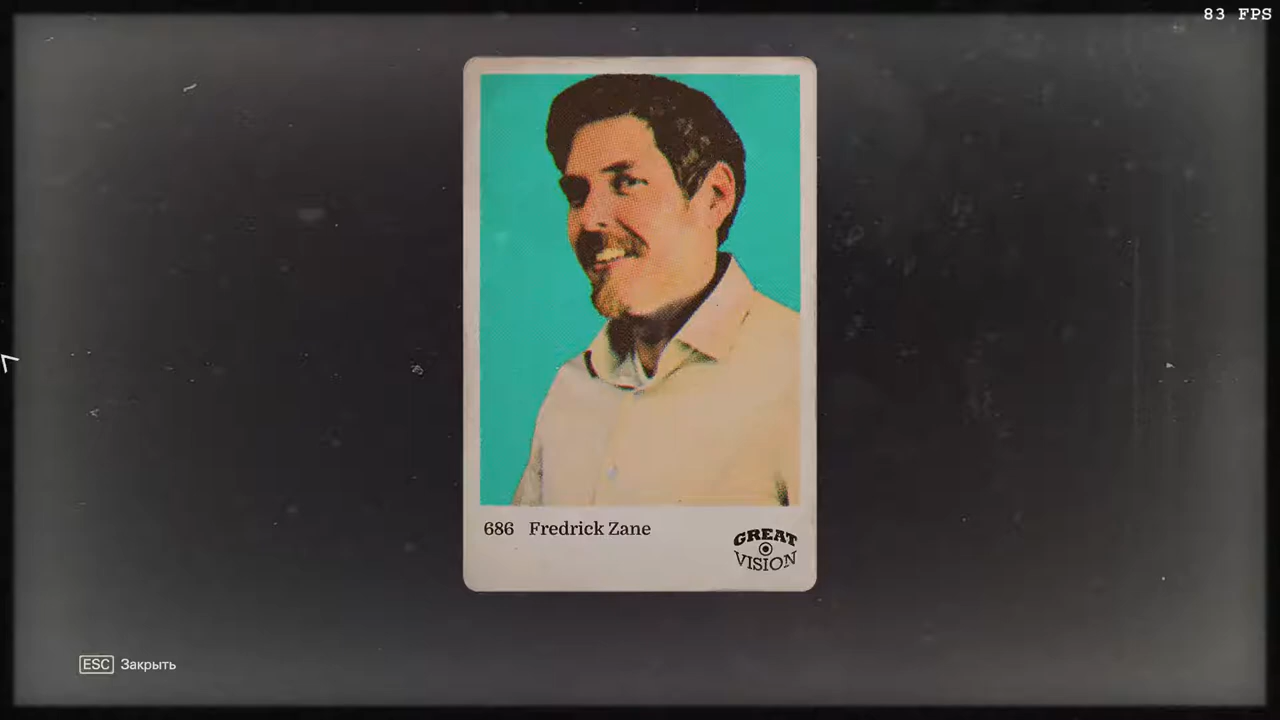 83 FPS
686 Fredrick Zane
GREAT
VISION
ESC Закрыть